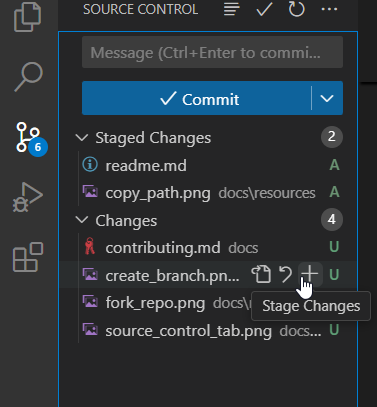 SOURCE CONTROL
Message (Ctrl+Enter to commi...
Commit
6
Staged Changes 2
readme.md A
copy_path.png docs\resources A
Changes 4
contributing.md docs U
create_branch.pn... U
fork_repo.png docs\
Stage Changes
source_control_tab.png docs... U